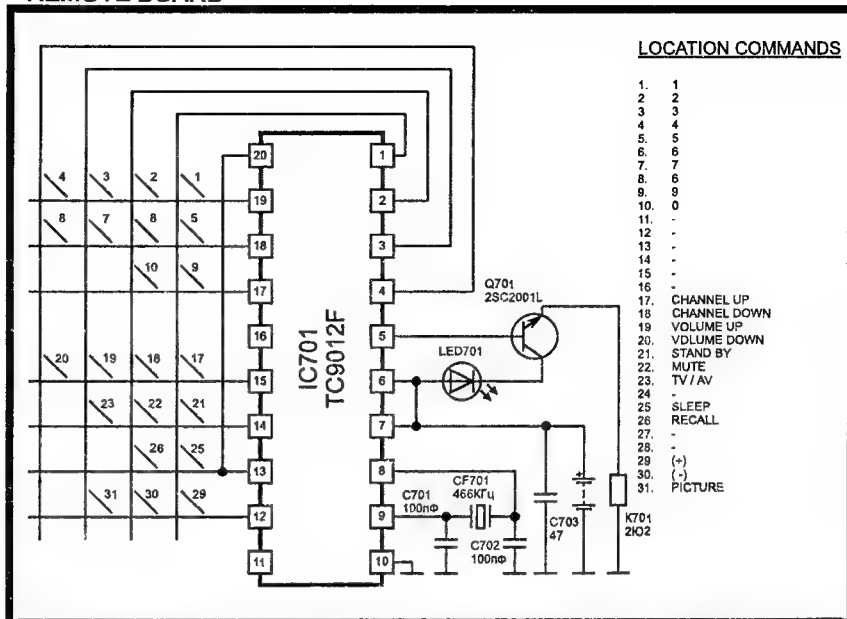 LOCATION COMMANDS
1. 1
2 2
3. 3
4 4
5. 5
6. 6
7. 7
8. 6
9. 9
10. 0
11. -
12 -
13 -
14 -
15 -
16 -
17. CHANNEL UP
18 CHANNEL DOWN
19 VOLUME UP
20. VDLUME DOWN
21. STAND BY
22. MUTE
23. TV / AV
24 -
25 SLEEP
26 RECALL
27. -
28. -
29 (+)
30. (-)
31. PICTURE
4 3 2 1
8 7 8 5
10 9
20 19 18 17
23 22 21
26 25
31 30 29
20
19
18
17
16
15
14
13
12
11
IC701
TC9012F
1
2
3
4
5
6
7
8
9
10
Q701
2SC2001L
LED701
C701
100пФ
CF701
466КГц
C702
100пФ
C703
47
K701
2Ю2